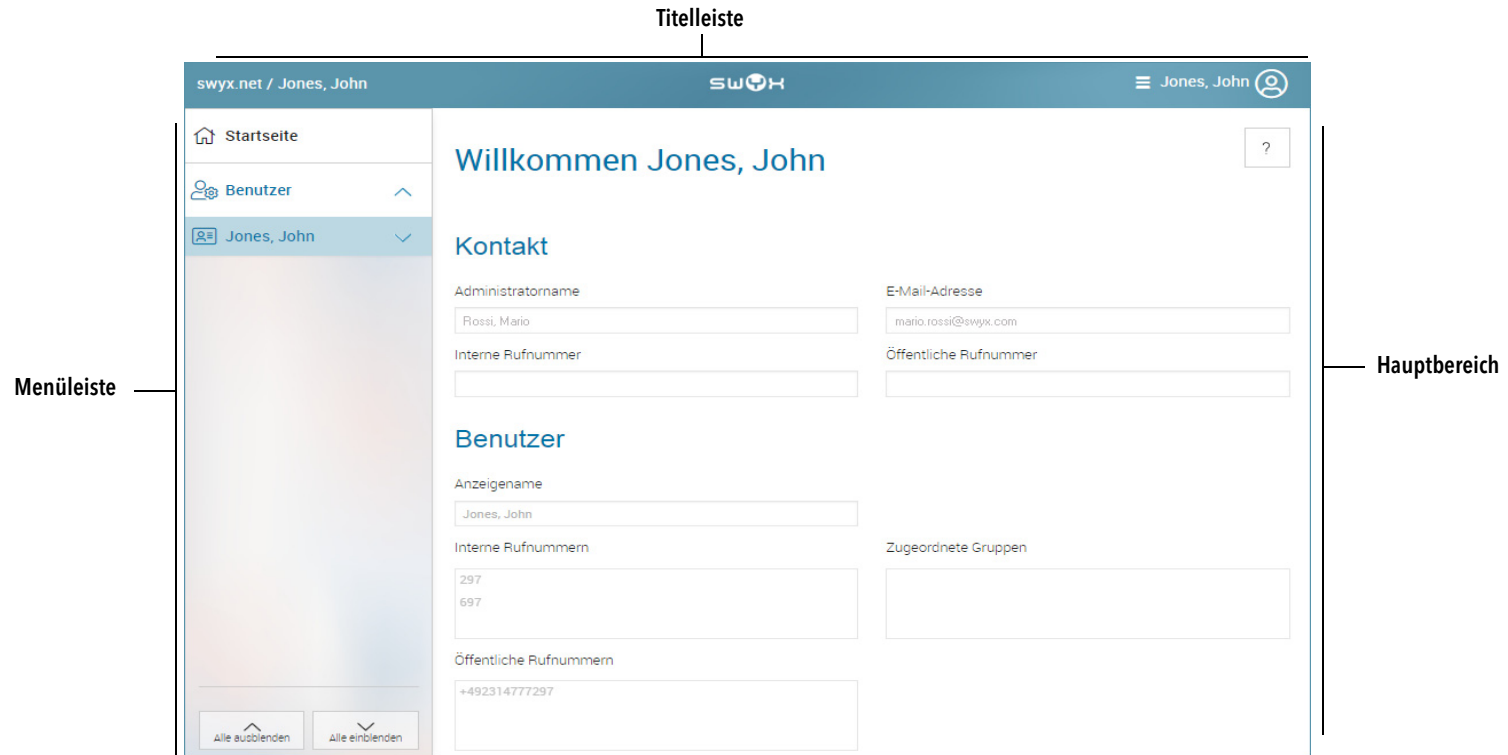 Titelleiste
swyx.net / Jones, John
swyx
Jones, John
Startseite
Benutzer
Jones, John
Alle ausblenden
Alle einblenden
Menüleiste
Willkommen Jones, John
?
Kontakt
Administratorname
E-Mail-Adresse
Rossi, Mario
mario.rossi@swyx.com
Interne Rufnummer
Öffentliche Rufnummer
Benutzer
Anzeigename
Jones, John
Interne Rufnummern
Zugeordnete Gruppen
297
697
Öffentliche Rufnummern
+492314777297
Hauptbereich